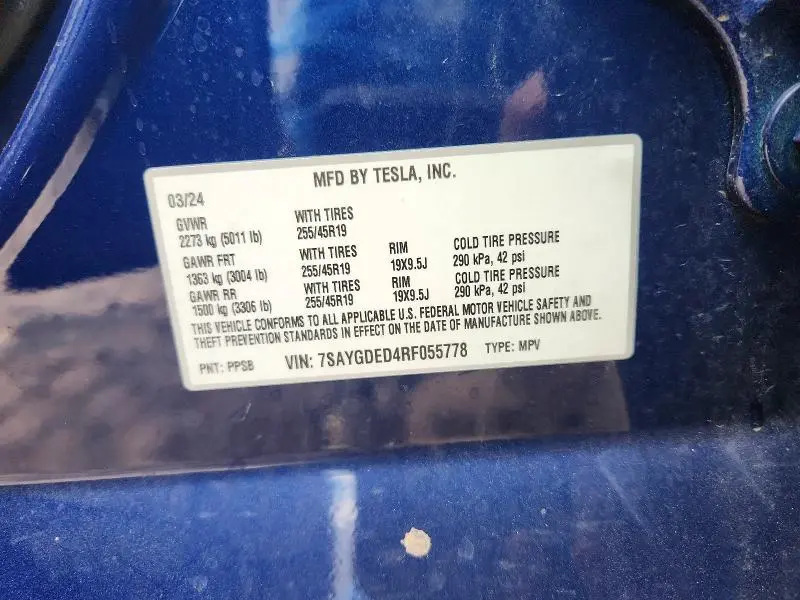 MFD BY TESLA, INC.
03/24
GVWR WITH TIRES
2273 kg (5011 lb) 255/45R19
GAWR FRT WITH TIRES RIM COLD TIRE PRESSURE
1363 kg (3004 lb) 255/45R19 19X9.5J 290 kPa, 42 psi
GAWR RR WITH TIRES RIM COLD TIRE PRESSURE
1500 kg (3306 lb) 255/45R19 19X9.5J 290 kPa, 42 psi
THIS VEHICLE CONFORMS TO ALL APPLICABLE U.S. FEDERAL MOTOR VEHICLE SAFETY AND
THEFT PREVENTION STANDARDS IN EFFECT ON THE DATE OF MANUFACTURE SHOWN ABOVE.
PNT: PPSB VIN: 7SAYGDED4RF055778 TYPE: MPV